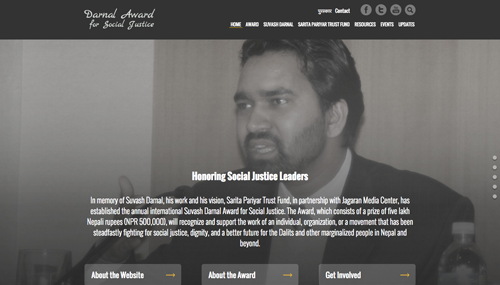 Darnal Award
for Social Justice
Contact
HOME AWARD SUVASH DARNAL SARITA PARIYAR TRUST FUND RESOURCES EVENTS UPDATES
Honoring Social Justice Leaders
In memory of Suvash Darnal, his work and his vision, Sarita Pariyar Trust Fund, in partnership with Jagaran Media Center, has
established the annual international Suvash Darnal Award for Social Justice. The Award, which consists of a prize of five lakh
Nepali rupees (NPR 500,000), will recognize and support the work of an individual, organization, or a movement that has been
steadfastly fighting for social justice, dignity, and a better future for the Dalits and other marginalized people in Nepal and
beyond.
About the Website → About the Award → Get Involved →